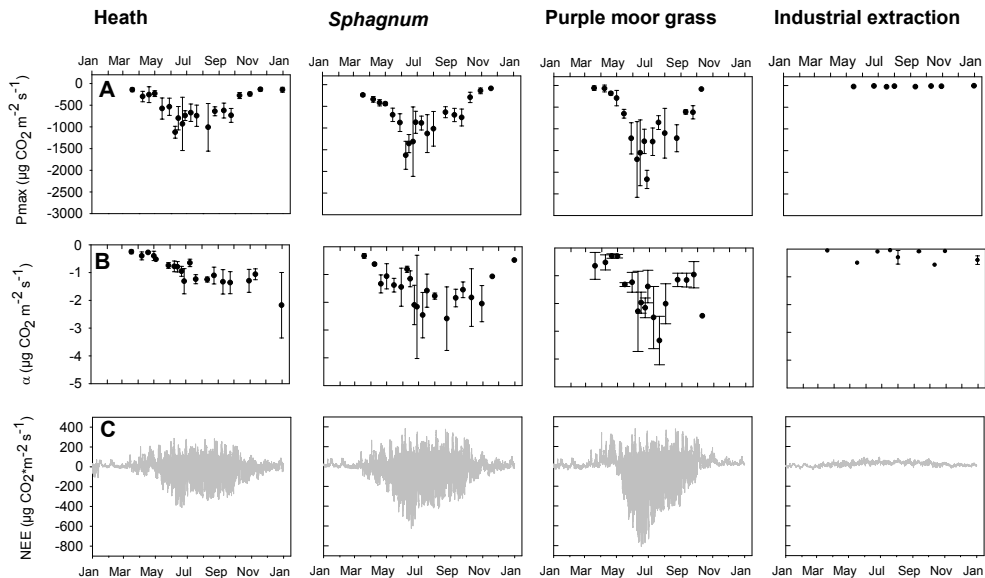 Heath Sphagnum Purple moor grass Industrial extraction
Jan Mar May Jul Sep Nov Jan Jan Mar May Jul Sep Nov Jan Jan Mar May Jul Sep Nov Jan Jan Mar May Jul Sep Nov Jan
A
Pmax (µg CO2 m-2 s-1)
0
-500
-1000
-1500
-2000
-2500
-3000
B
α (µg CO2 m-2 s-1)
0
-1
-2
-3
-4
-5
C
NEE (µg CO2*m-2 s-1)
400
200
0
-200
-400
-600
-800
Jan Mar May Jul Sep Nov Jan Jan Mar May Jul Sep Nov Jan Jan Mar May Jul Sep Nov Jan Jan Mar May Jul Sep Nov Jan